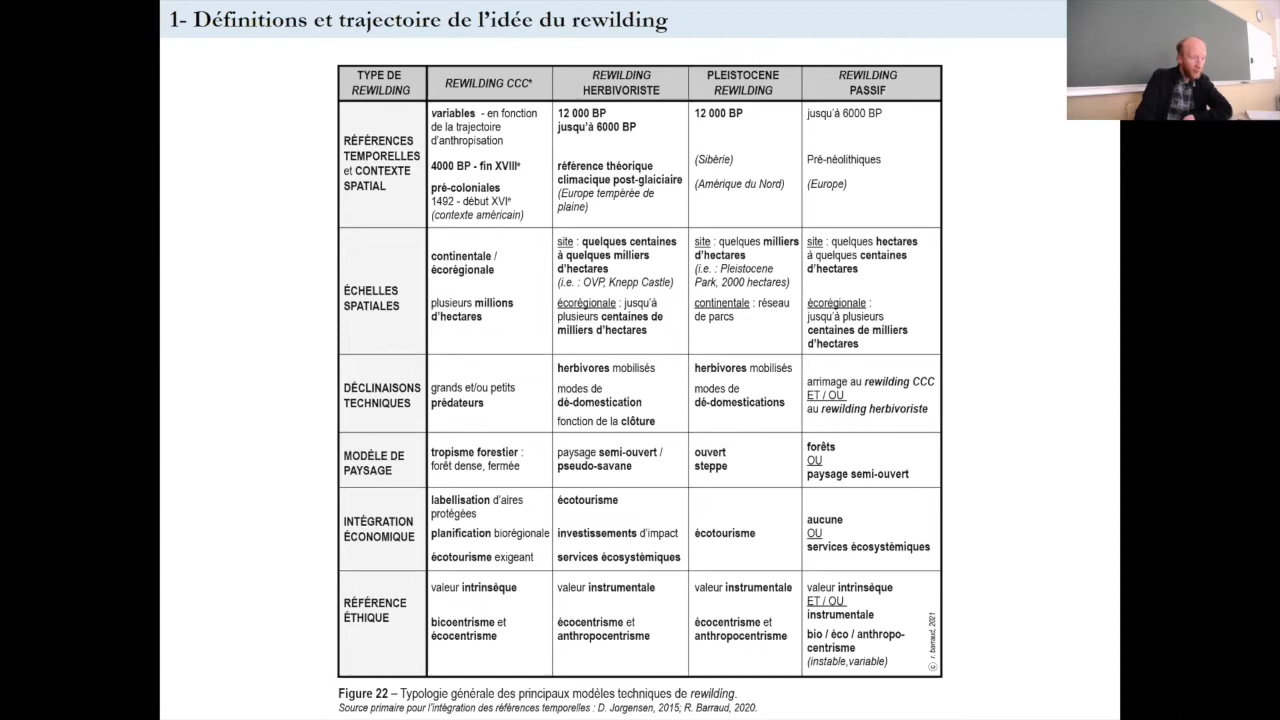 1- Définitions et trajectoire de l'idée du rewilding
TYPE DE
REWILDING
REWILDING CCC*
REWILDING
HERBIVORISTE
PLEISTOCENE
REWILDING
REWILDING
PASSIF
RÉFÉRENCES
TEMPORELLES
et CONTEXTE
SPATIAL
variables - en fonction
de la trajectoire
d'anthropisation
4000 BP - fin XVIIIᵉ
pré-coloniales
1492 - début XVIᵉ
(contexte américain)
12 000 BP
jusqu'à 6000 BP
référence théorique
climacique post-glaiciaire
(Europe tempérée de
plaine)
12 000 BP
(Sibérie)
(Amérique du Nord)
jusqu'à 6000 BP
Pré-néolithiques
(Europe)
ÉCHELLES
SPATIALES
continentale /
écorégionale
plusieurs millions
d'hectares
site : quelques centaines
à quelques milliers
d'hectares
(i.e. : OVP, Knepp Castle)
écorégionale : jusqu'à
plusieurs centaines de
milliers d'hectares
site : quelques milliers
d'hectares
(i.e. : Pleistocene
Park, 2000 hectares)
continentale : réseau
de parcs
site : quelques hectares
à quelques centaines
d'hectares
écorégionale :
jusqu'à plusieurs
centaines de milliers
d'hectares
DÉCLINAISONS
TECHNIQUES
grands et/ou petits
prédateurs
herbivores mobilisés
modes de
dé-domestication
fonction de la clôture
herbivores mobilisés
modes de
dé-domestications
arrimage au rewilding CCC
ET / OU
au rewilding herbivoriste
MODÈLE DE
PAYSAGE
tropisme forestier :
forêt dense, fermée
paysage semi-ouvert /
pseudo-savane
ouvert
steppe
forêts
OU
paysage semi-ouvert
INTÉGRATION
ÉCONOMIQUE
labellisation d'aires
protégées
planification biorégionale
écotourisme exigeant
écotourisme
investissements d'impact
services écosystémiques
écotourisme
aucune
OU
services écosystémiques
RÉFÉRENCE
ÉTHIQUE
valeur intrinsèque
bicoentrisme et
écocentrisme
valeur instrumentale
écocentrisme et
anthropocentrisme
valeur instrumentale
écocentrisme et
anthropocentrisme
valeur intrinsèque
ET / OU
instrumentale
bio / éco / anthropo-
centrisme
(instable,variable)
© r. barraud, 2021
Figure 22 – Typologie générale des principaux modèles techniques de rewilding.
Source primaire pour l'intégration des références temporelles : D. Jorgensen, 2015; R. Barraud, 2020.